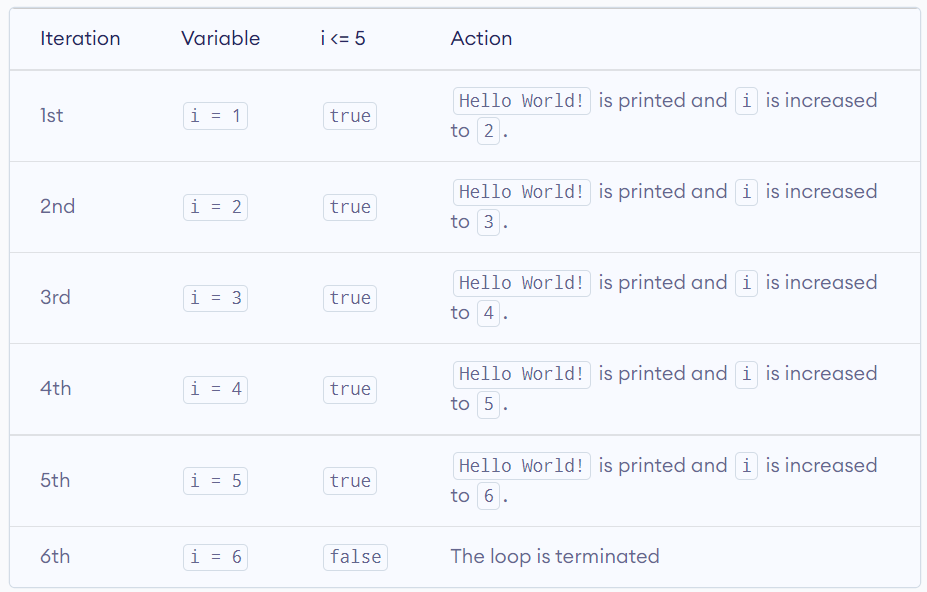 Iteration Variable i <= 5 Action
1st i = 1 true Hello World! is printed and i is increased
to 2.
2nd i = 2 true Hello World! is printed and i is increased
to 3.
3rd i = 3 true Hello World! is printed and i is increased
to 4.
4th i = 4 true Hello World! is printed and i is increased
to 5.
5th i = 5 true Hello World! is printed and i is increased
to 6.
6th i = 6 false The loop is terminated